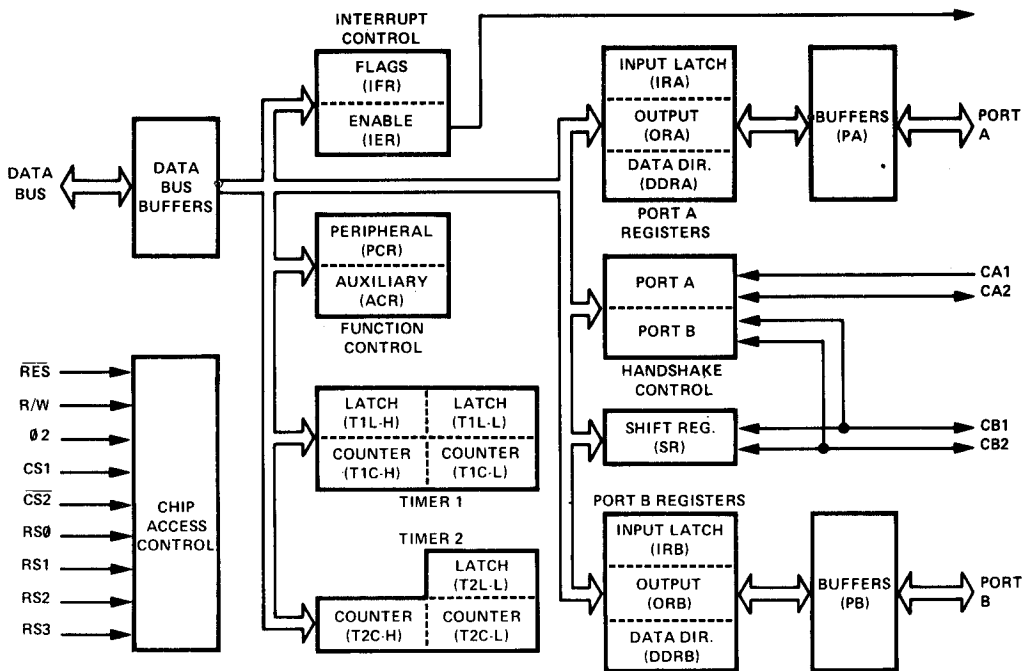 INTERRUPT
CONTROL
FLAGS
(IFR)
ENABLE
(IER)
DATA
BUS
DATA
BUS
BUFFERS
PERIPHERAL
(PCR)
AUXILIARY
(ACR)
FUNCTION
CONTROL
LATCH
(T1L-H)
LATCH
(T1L-L)
COUNTER
(T1C-H)
COUNTER
(T1C-L)
TIMER 1
TIMER 2
LATCH
(T2L-L)
COUNTER
(T2C-H)
COUNTER
(T2C-L)
R̅E̅S̅
R/W
Ø2
CS1
C̅S̅2̅
RSØ
RS1
RS2
RS3
CHIP
ACCESS
CONTROL
INPUT LATCH
(IRA)
OUTPUT
(ORA)
DATA DIR.
(DDRA)
PORT A
REGISTERS
BUFFERS
(PA)
PORT
A
PORT A
PORT B
HANDSHAKE
CONTROL
CA1
CA2
SHIFT REG.
(SR)
CB1
CB2
PORT B REGISTERS
INPUT LATCH
(IRB)
OUTPUT
(ORB)
DATA DIR.
(DDRB)
BUFFERS
(PB)
PORT
B